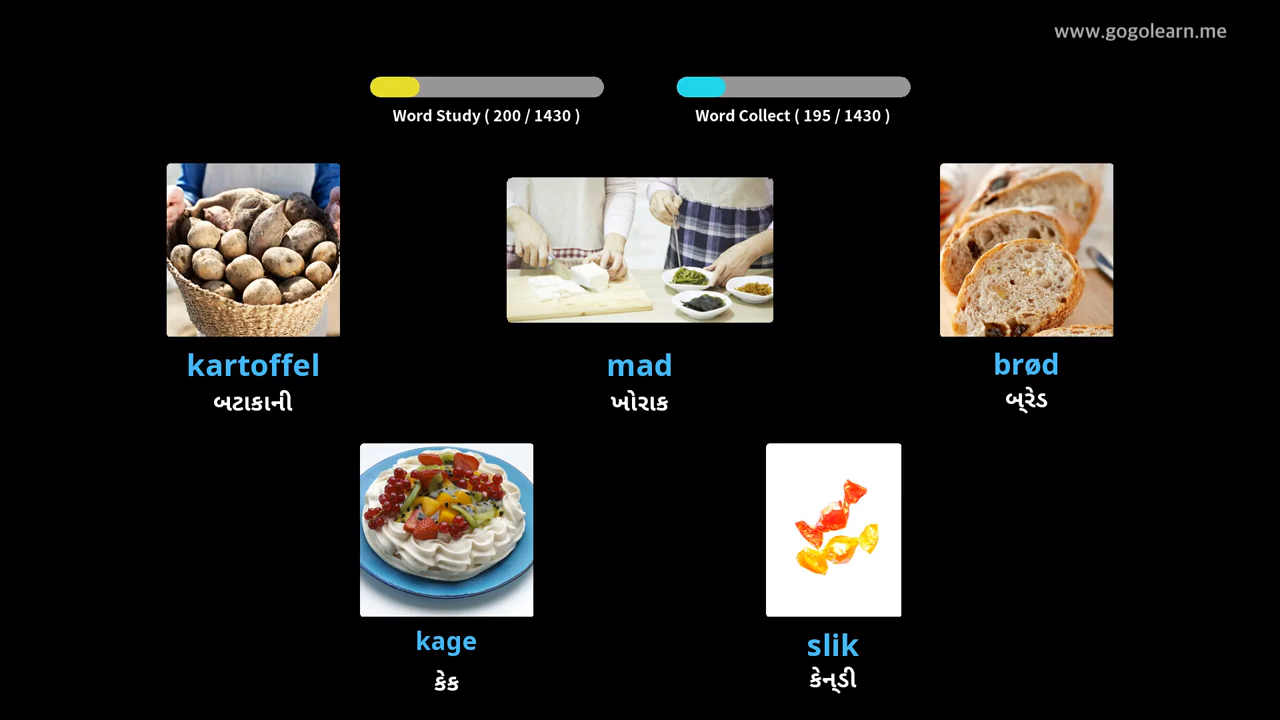 www.gogolearn.me
Word Study ( 200 / 1430 )
Word Collect ( 195 / 1430 )
kartoffel
બટાકાની
mad
ખોરાક
brød
બ્રેડ
kage
કેક
slik
કેન્ડી